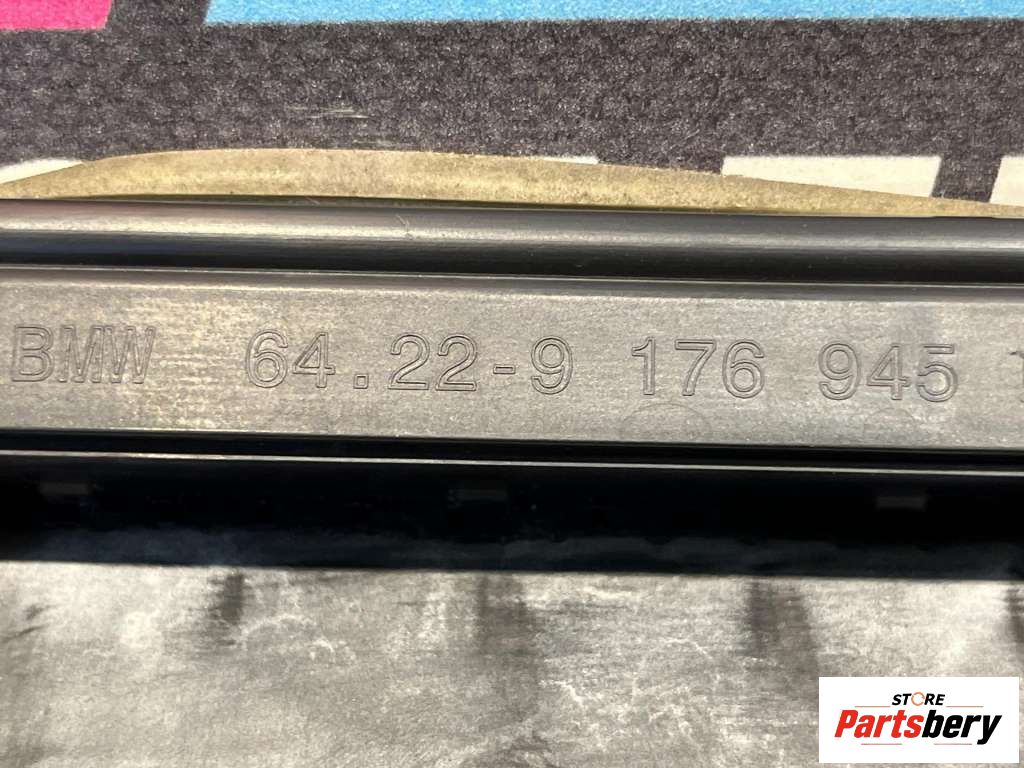 BMW 64.22-9 176 945
STORE
Partsbery